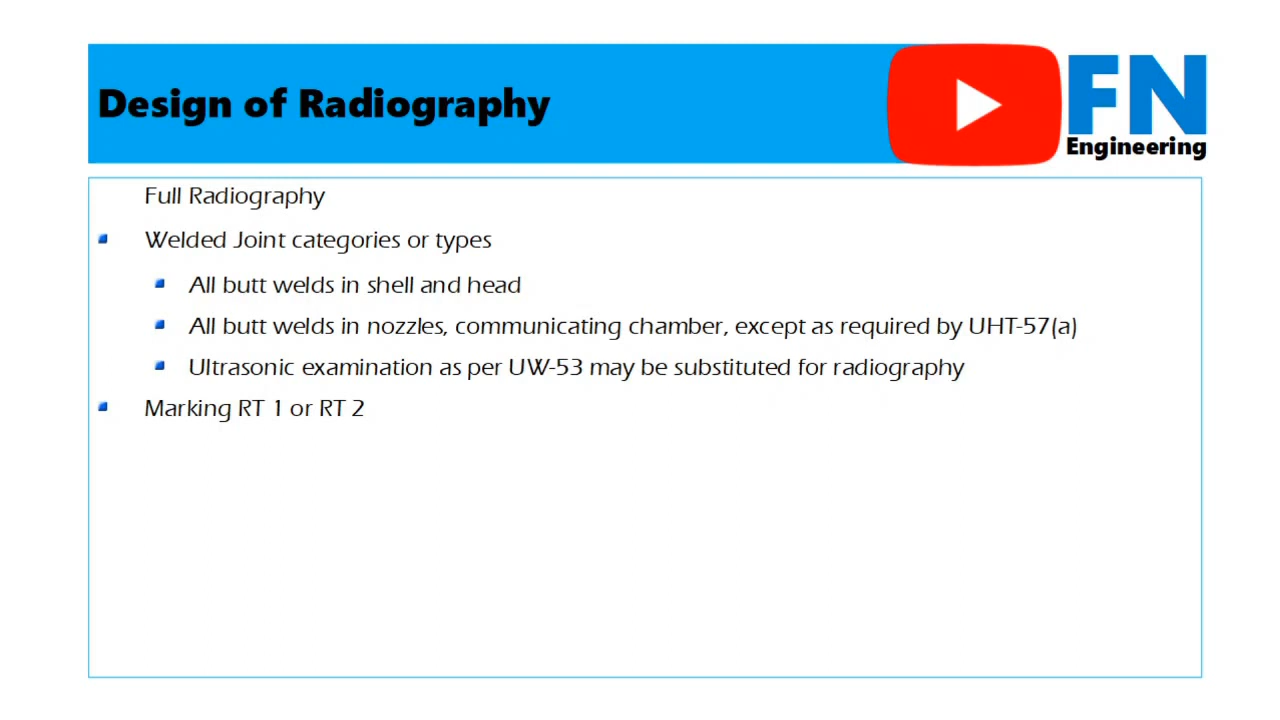 Design of Radiography
FN
Engineering
Full Radiography
Welded Joint categories or types
All butt welds in shell and head
All butt welds in nozzles, communicating chamber, except as required by UHT-57(a)
Ultrasonic examination as per UW-53 may be substituted for radiography
Marking RT 1 or RT 2